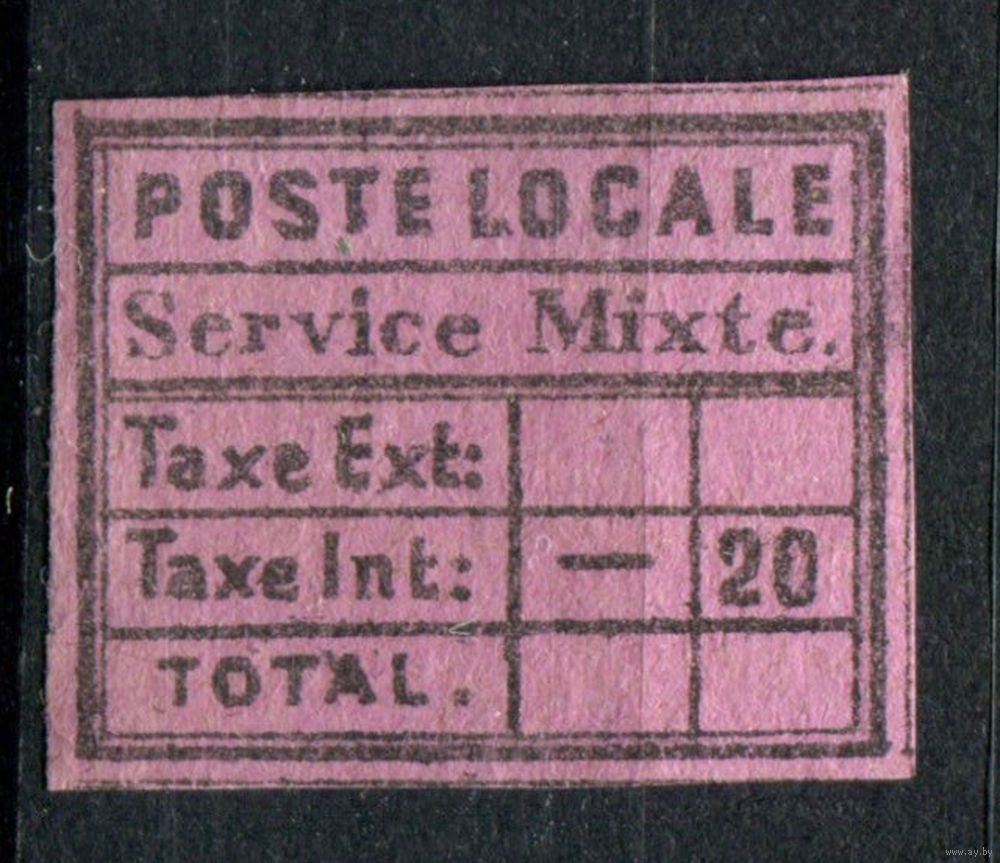 POSTE LOCALE
Service Mixte.
Taxe Ext:
Taxe Int: — 20
TOTAL.
www.ay.by